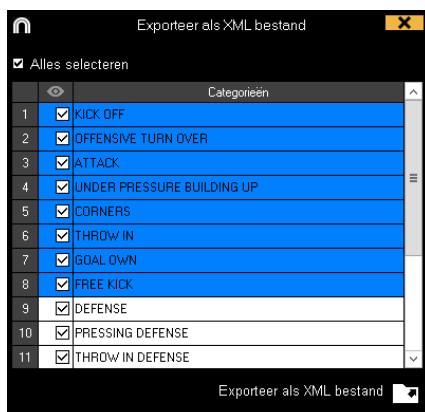 Exporteer als XML bestand
Alles selecteren
Categorieën
1 KICK OFF
2 OFFENSIVE TURN OVER
3 ATTACK
4 UNDER PRESSURE BUILDING UP
5 CORNERS
6 THROW IN
7 GOAL OWN
8 FREE KICK
9 DEFENSE
10 PRESSING DEFENSE
11 THROW IN DEFENSE
Exporteer als XML bestand